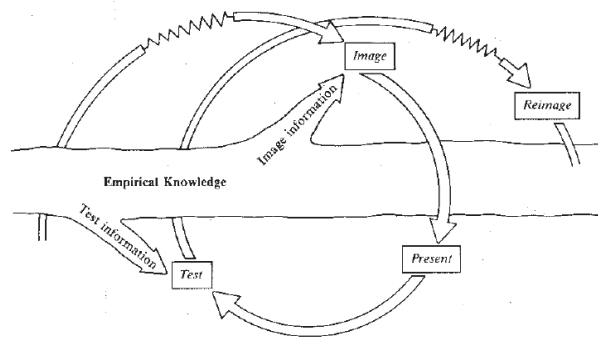 Image
Reimage
Image information
Empirical Knowledge
Test information
Test
Present